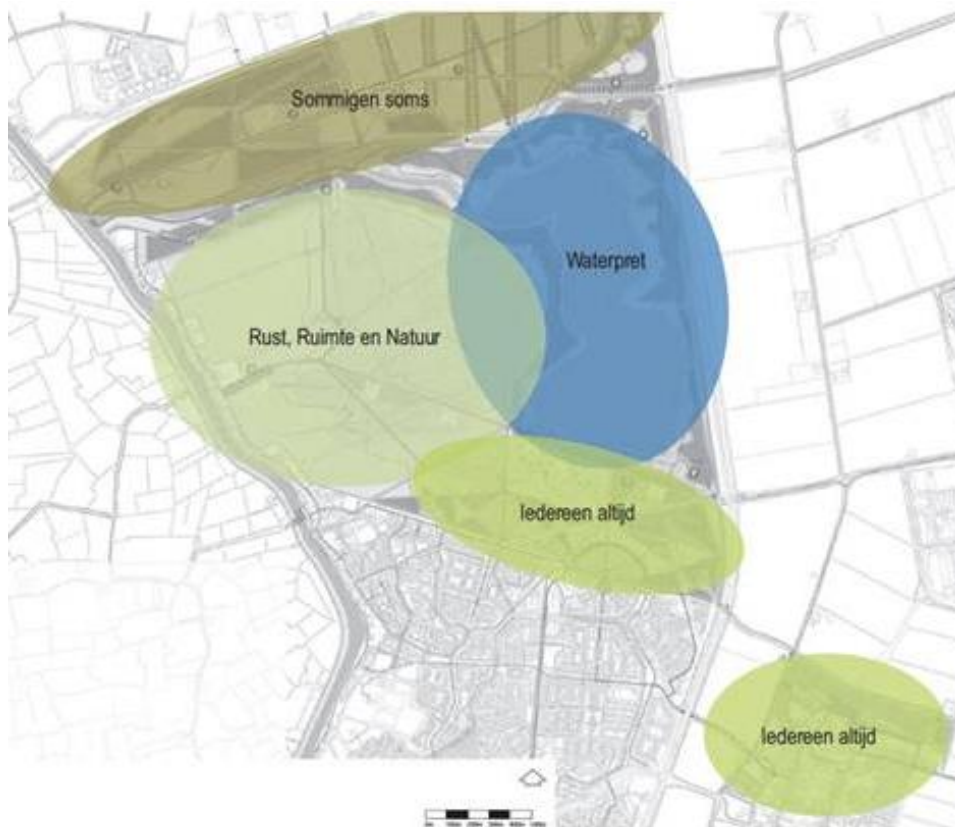 Sommigen soms
Waterpret
Rust, Ruimte en Natuur
Iedereen altijd
Iedereen altijd